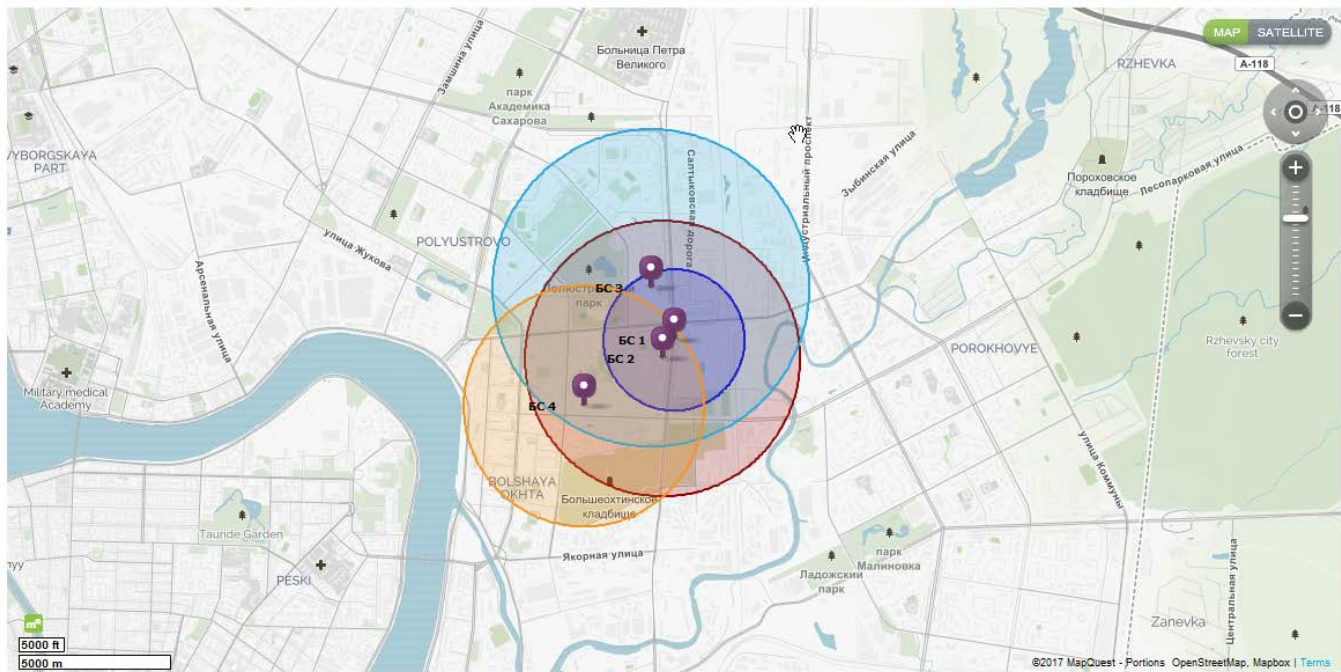 MAP
SATELLITE
RZHEVKA
A-118
A-118
Больница Петра
Великого
Замшина улица
парк
Академика
Сахарова
VYBORGSKAYA
PART
Салтыковская дорога
Индустриальный проспект
Зыбинская улица
Пороховское
кладбище
Лесопарковая улица
улица Жукова
POLYUSTROVO
Арсенальная улица
БС 3
парк
БС 1
БС 2
БС 4
POROKHOVYE
Rzhevsky city
forest
Military medical
Academy
BOLSHAYA
OKHTA
Большеохтинское
кладбище
улица Коммуны
Tauride Garden
PESKI
Якорная улица
парк
Малиновка
Ладожский
парк
Центральная улица
Zanevka
5000 ft
5000 m
©2017 MapQuest - Portions OpenStreetMap, Mapbox | Terms